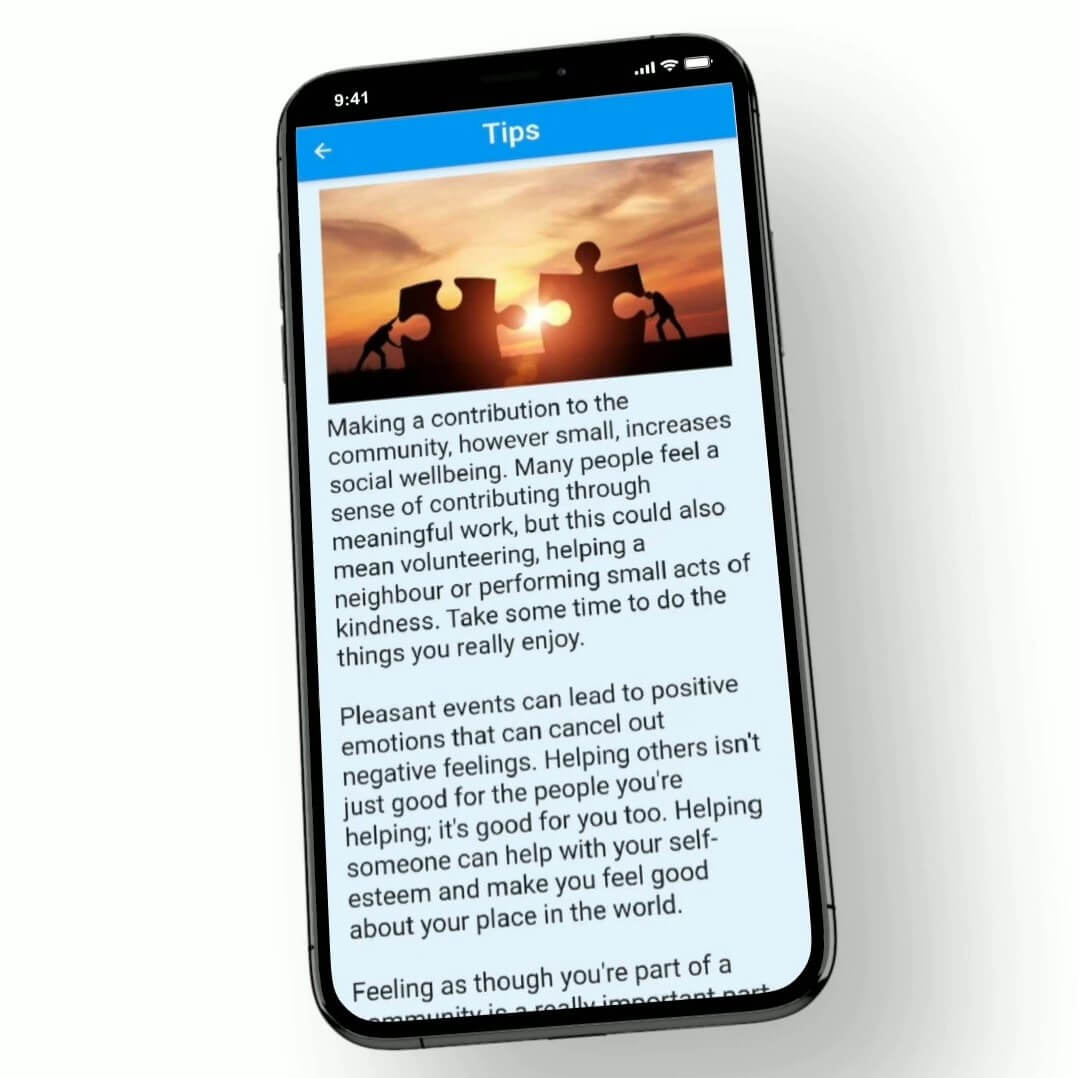 9:41
Tips
Making a contribution to the
community, however small, increases
social wellbeing. Many people feel a
sense of contributing through
meaningful work, but this could also
mean volunteering, helping a
neighbour or performing small acts of
kindness. Take some time to do the
things you really enjoy.
Pleasant events can lead to positive
emotions that can cancel out
negative feelings. Helping others isn't
just good for the people you're
helping; it's good for you too. Helping
someone can help with your self-
esteem and make you feel good
about your place in the world.
Feeling as though you're part of a
community is a really important part